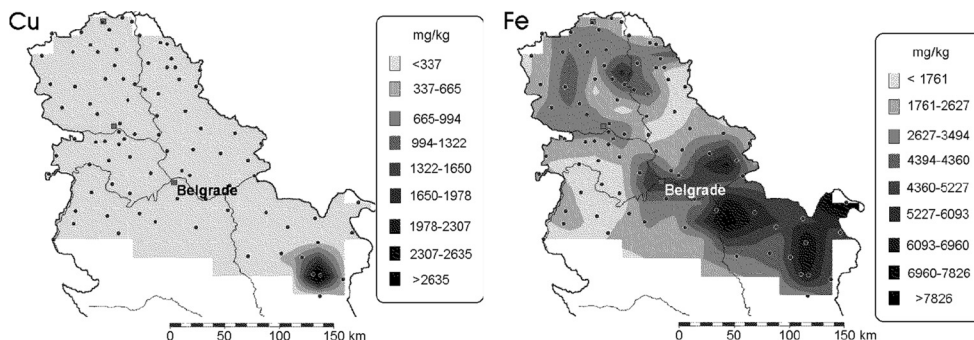 Cu
mg/kg
<337
337-665
665-994
994-1322
1322-1650
1650-1978
1978-2307
2307-2635
>2635
Belgrade
0 50 100 150 km
Fe
mg/kg
< 1761
1761-2627
2627-3494
4394-4360
4360-5227
5227-6093
6093-6960
6960-7826
>7826
Belgrade
0 50 100 150 km